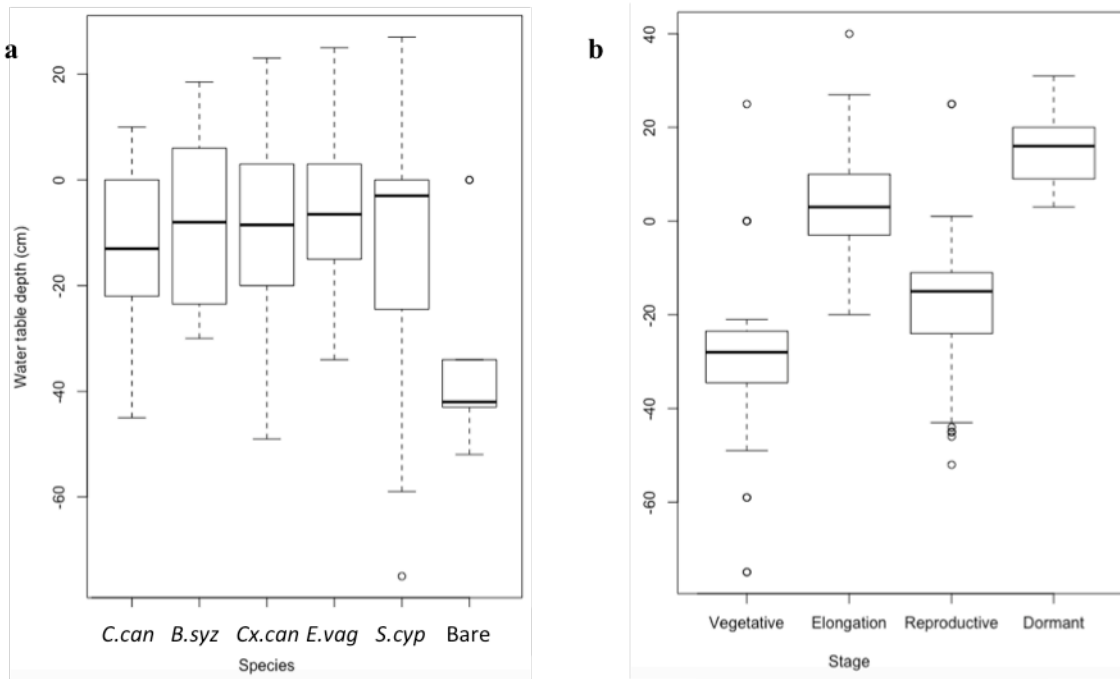 a
Water table depth (cm)
20
0
-20
-40
-60
C.can B.syz Cx.can E.vag S.cyp Bare
Species
b
40
20
0
-20
-40
-60
Vegetative Elongation Reproductive Dormant
Stage